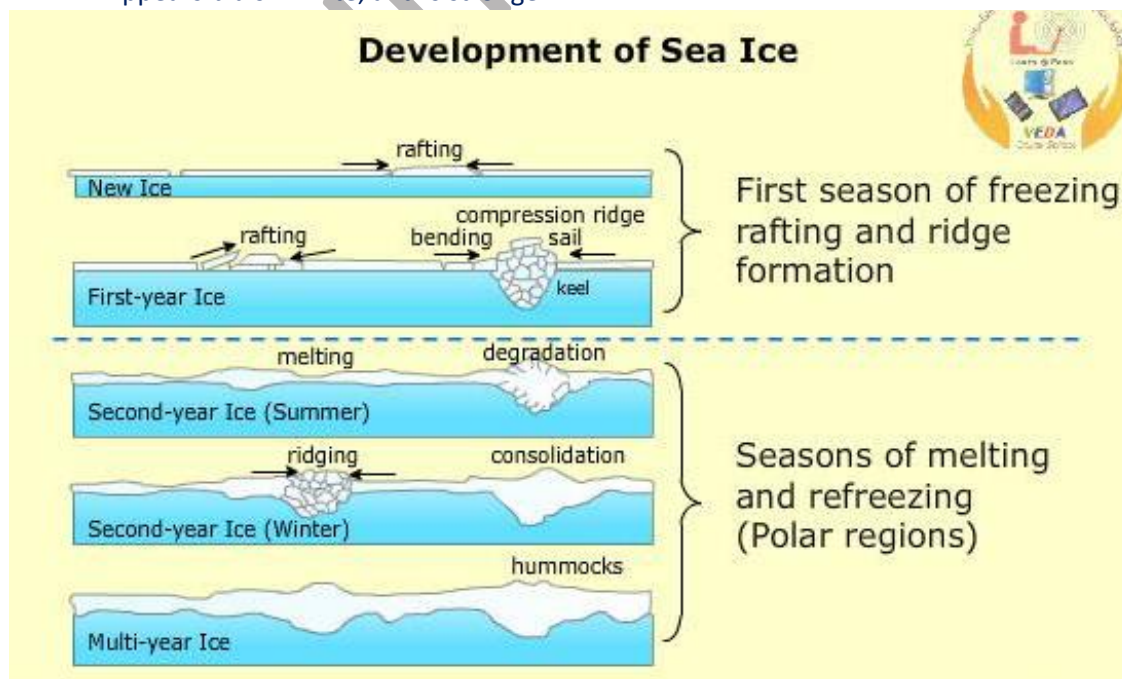 Development of Sea Ice
Learn @ Peace
VEDA
rafting
New Ice
compression ridge
rafting
bending
sail
keel
First-year Ice
First season of freezing
rafting and ridge
formation
melting
degradation
Second-year Ice (Summer)
ridging
consolidation
Second-year Ice (Winter)
hummocks
Multi-year Ice
Seasons of melting
and refreezing
(Polar regions)